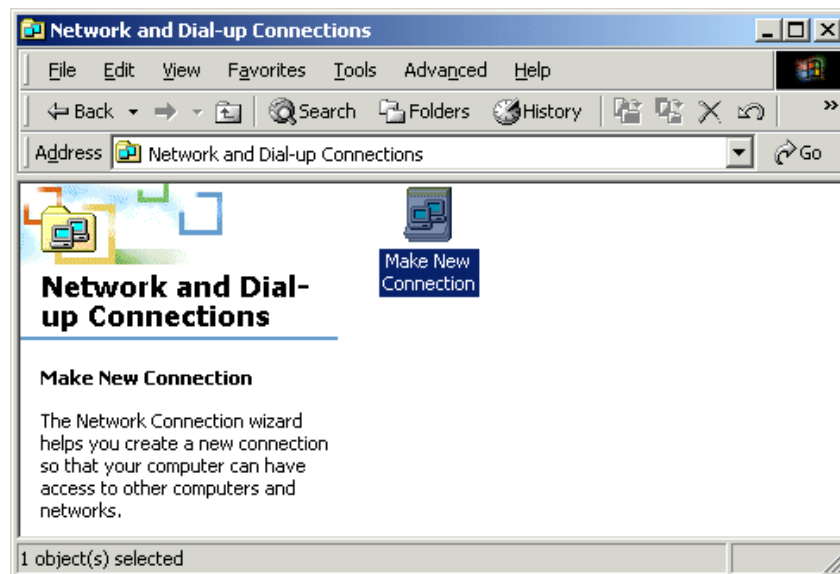 Network and Dial-up Connections
File Edit View Favorites Tools Advanced Help
Back Search Folders History »
Address Network and Dial-up Connections Go
Make New
Connection
Network and Dial-
up Connections
Make New Connection
The Network Connection wizard
helps you create a new connection
so that your computer can have
access to other computers and
networks.
1 object(s) selected